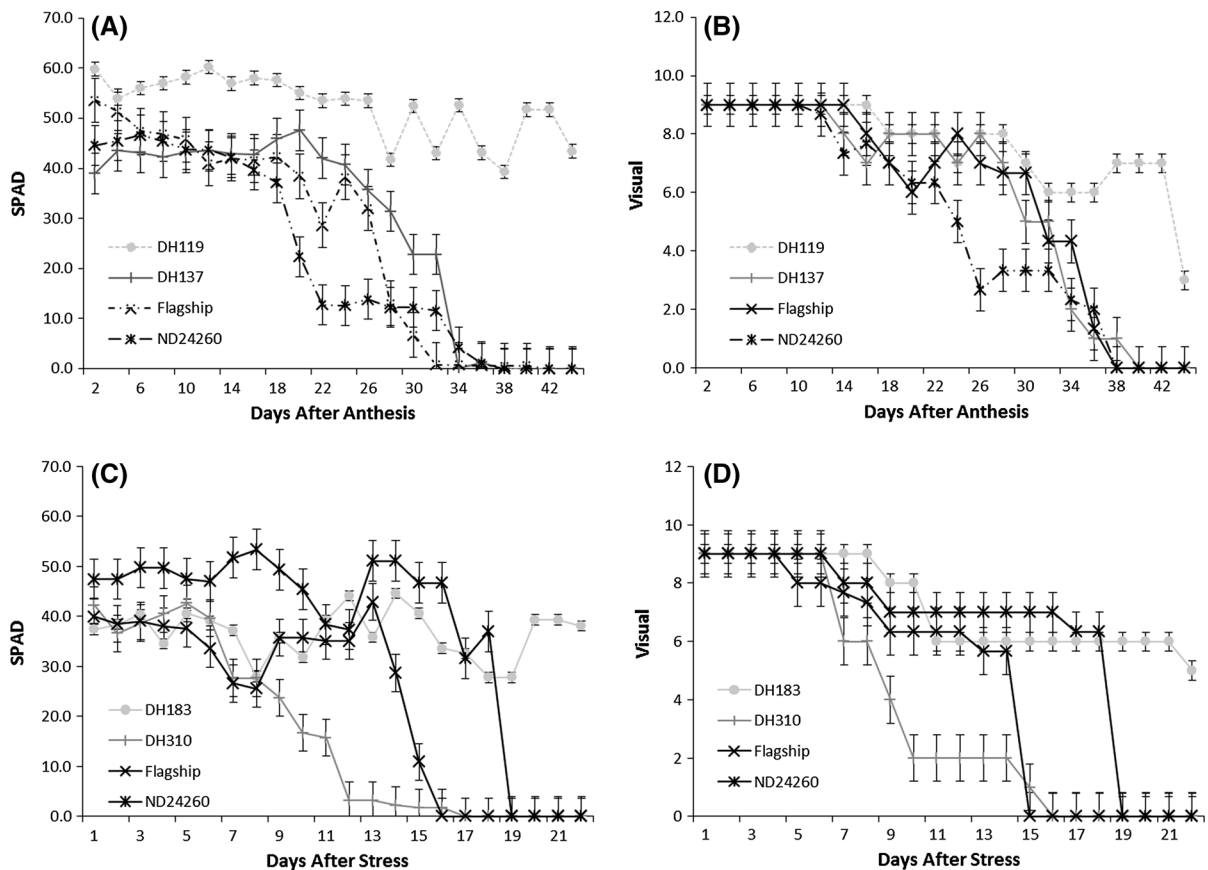 (A)
70.0
60.0
50.0
40.0
30.0
20.0
10.0
0.0
SPAD
DH119
DH137
Flagship
ND24260
2 6 10 14 18 22 26 30 34 38 42
Days After Anthesis
(B)
12.0
10.0
8.0
6.0
4.0
2.0
0.0
Visual
DH119
DH137
Flagship
ND24260
2 6 10 14 18 22 26 30 34 38 42
Days After Anthesis
(C)
70.0
60.0
50.0
40.0
30.0
20.0
10.0
0.0
SPAD
DH183
DH310
Flagship
ND24260
1 3 5 7 9 11 13 15 17 19 21
Days After Stress
(D)
12
10
8
6
4
2
0
Visual
DH183
DH310
Flagship
ND24260
1 3 5 7 9 11 13 15 17 19 21
Days After Stress